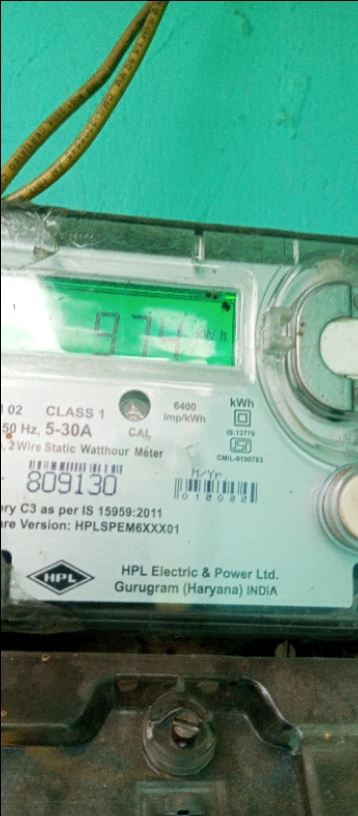 974 kWh
102 CLASS 1
50 Hz, 5-30A
6400
imp/kWh
kWh
CAL
IS:13779
, 2Wire Static Watthour Meter
CM/L-9190783
809130
M/Yr
ry C3 as per IS 15959:2011
are Version: HPLSPEM6XXX01
HPL
HPL Electric & Power Ltd.
Gurugram (Haryana) INDIA